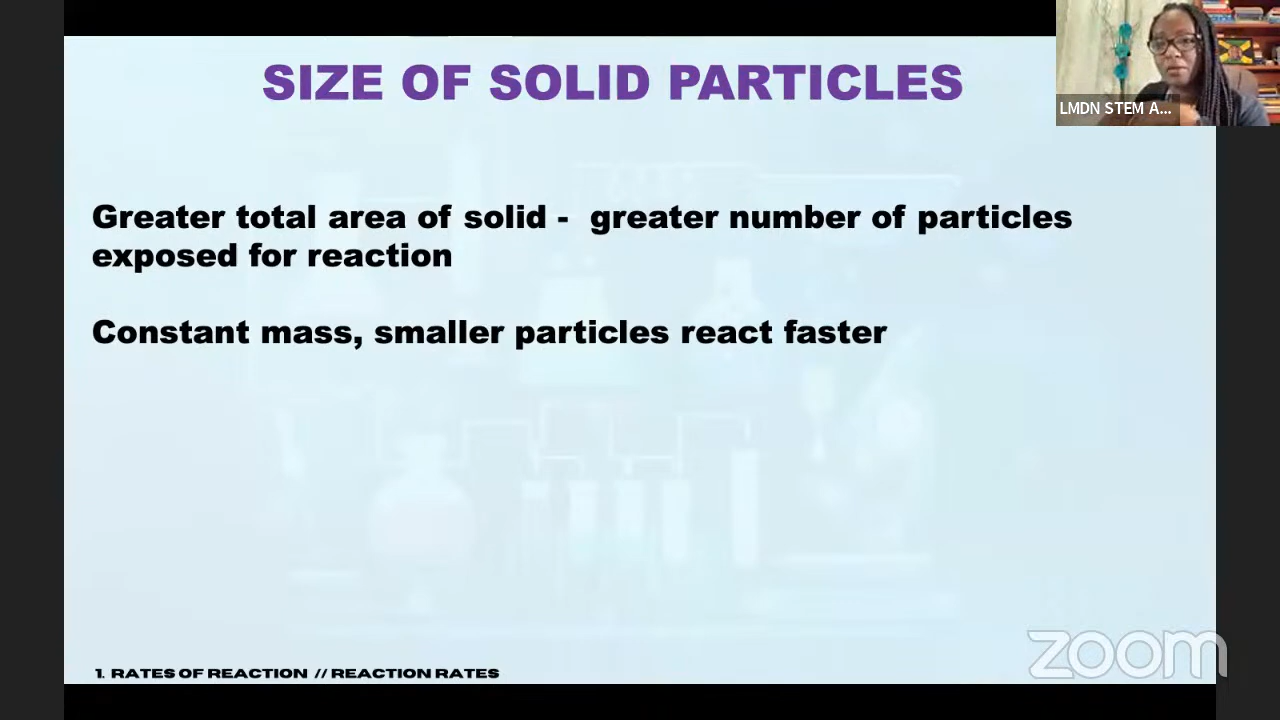 SIZE OF SOLID PARTICLES
LMDN STEM A...
Greater total area of solid - greater number of particles
exposed for reaction
Constant mass, smaller particles react faster
1. RATES OF REACTION // REACTION RATES
zoom